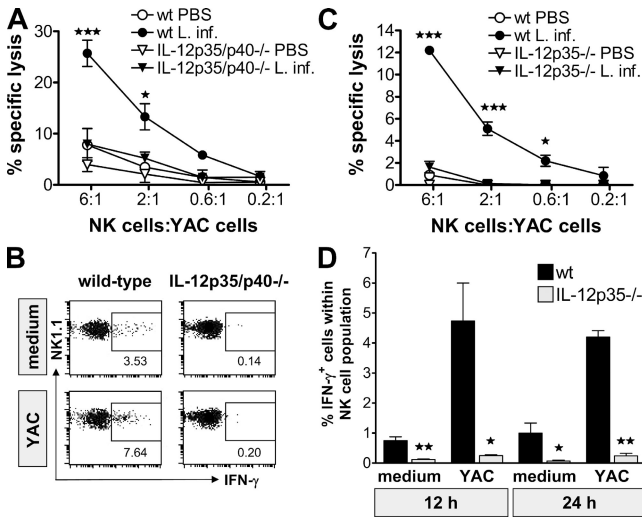 A
wt PBS
wt L. inf.
IL-12p35/p40-/- PBS
IL-12p35/p40-/- L. inf.
% specific lysis
30
20
10
0
★★★
★
6:1 2:1 0.6:1 0.2:1
NK cells:YAC cells
C
wt PBS
wt L. inf.
IL-12p35-/- PBS
IL-12p35-/- L. inf.
% specific lysis
14
12
10
8
6
4
2
0
★★★
★★★
★
6:1 2:1 0.6:1 0.2:1
NK cells:YAC cells
B
wild-type IL-12p35/p40-/-
medium
NK1.1
3.53 0.14
YAC
7.64 0.20
IFN-γ
D
wt
IL-12p35-/-
% IFN-γ+ cells within
NK cell population
7
6
5
4
3
2
1
0
★★ ★ ★ ★★
medium YAC medium YAC
12 h 24 h